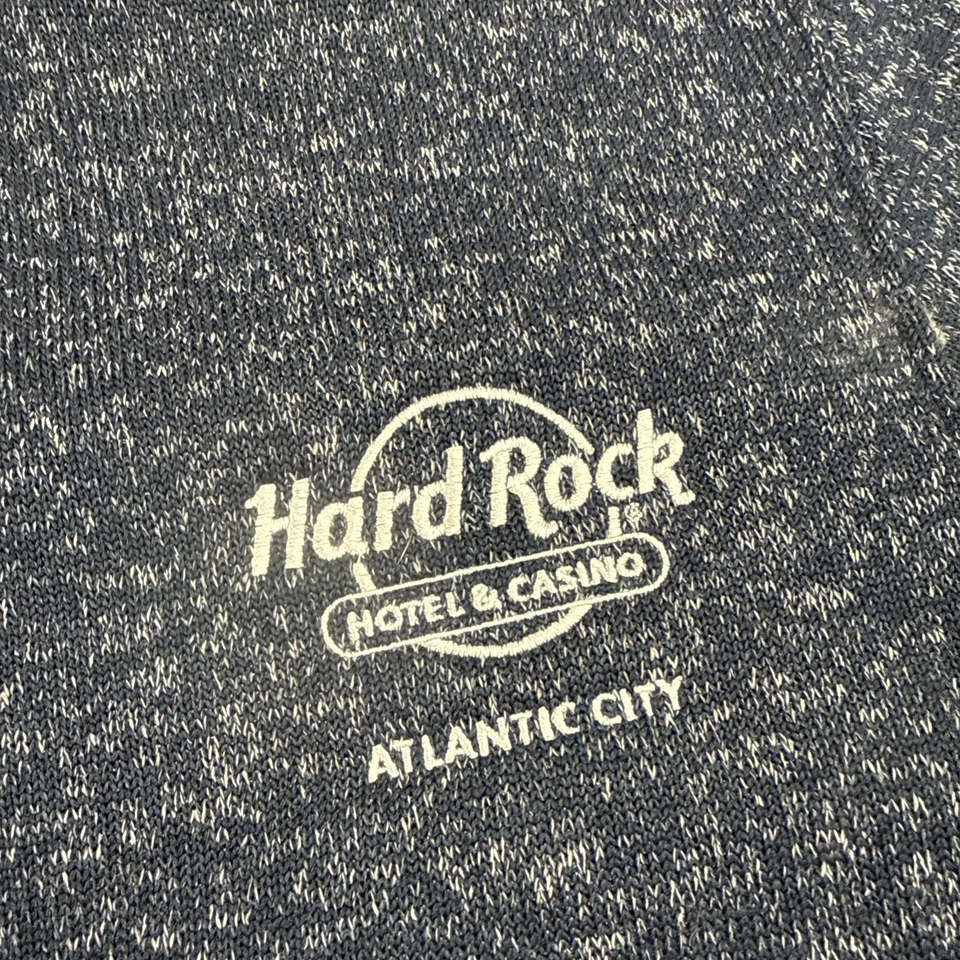 Hard Rock
®
HOTEL & CASINO
ATLANTIC CITY